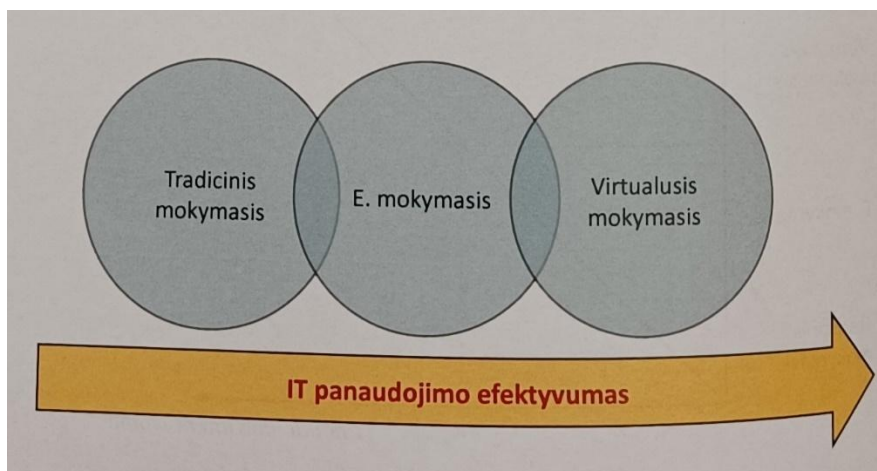 Tradicinis
mokymasis
E. mokymasis
Virtualusis
mokymasis
IT panaudojimo efektyvumas